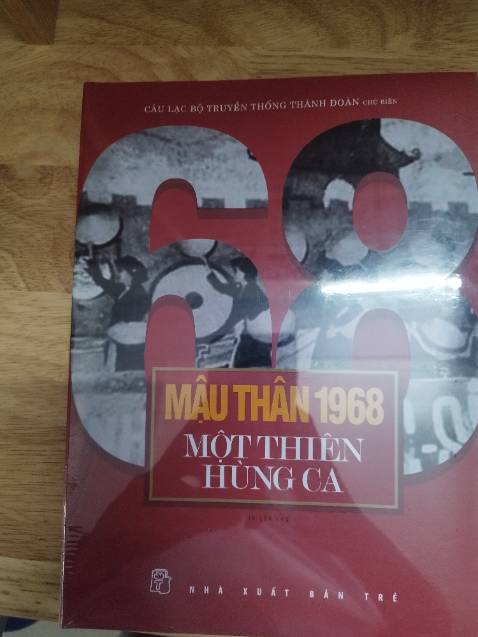 CÂU LẠC BỘ TRUYỀN THỐNG THÀNH ĐOÀN CHỦ BIÊN
68
MẬU THÂN 1968
MỘT THIÊN
HÙNG CA
NHÀ XUẤT BẢN TRẺ